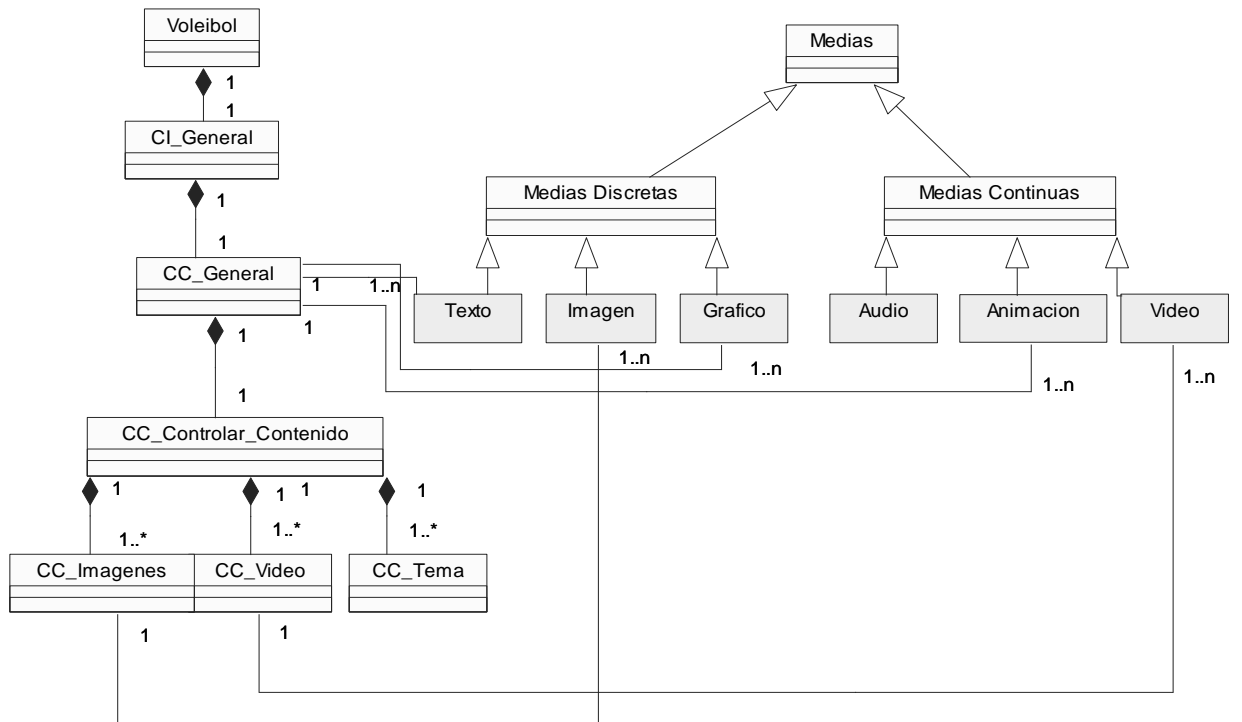 Voleibol
Medias
1
1
CI_General
1
Medias Discretas
Medias Continuas
1
CC_General
1
1..n
Texto
Imagen
Grafico
Audio
Animacion
Video
1
1
1..n
1..n
1..n
1..n
1
CC_Controlar_Contenido
1
1
1
1
1..*
1..*
1..*
CC_Imagenes
CC_Video
CC_Tema
1
1